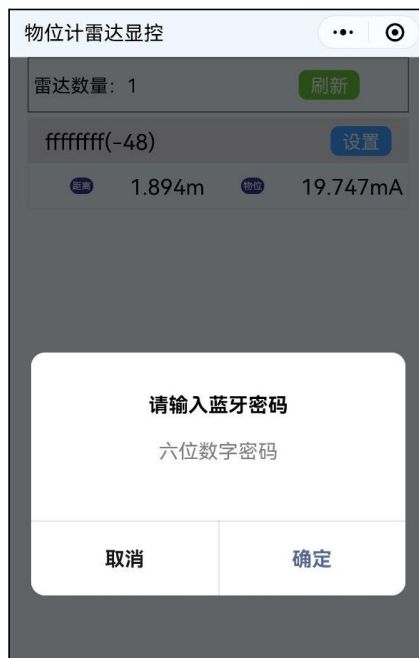 物位计雷达显控
雷达数量：1 刷新
ffffffff(-48) 设置
距离 1.894m 物位 19.747mA
请输入蓝牙密码
六位数字密码
取消 确定